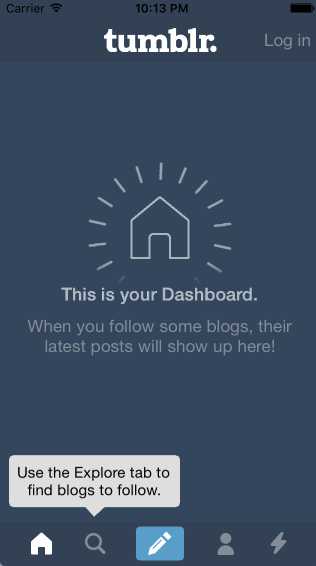 Carrier 10:13 PM
tumblr. Log in
This is your Dashboard.
When you follow some blogs, their
latest posts will show up here!
Use the Explore tab to
find blogs to follow.